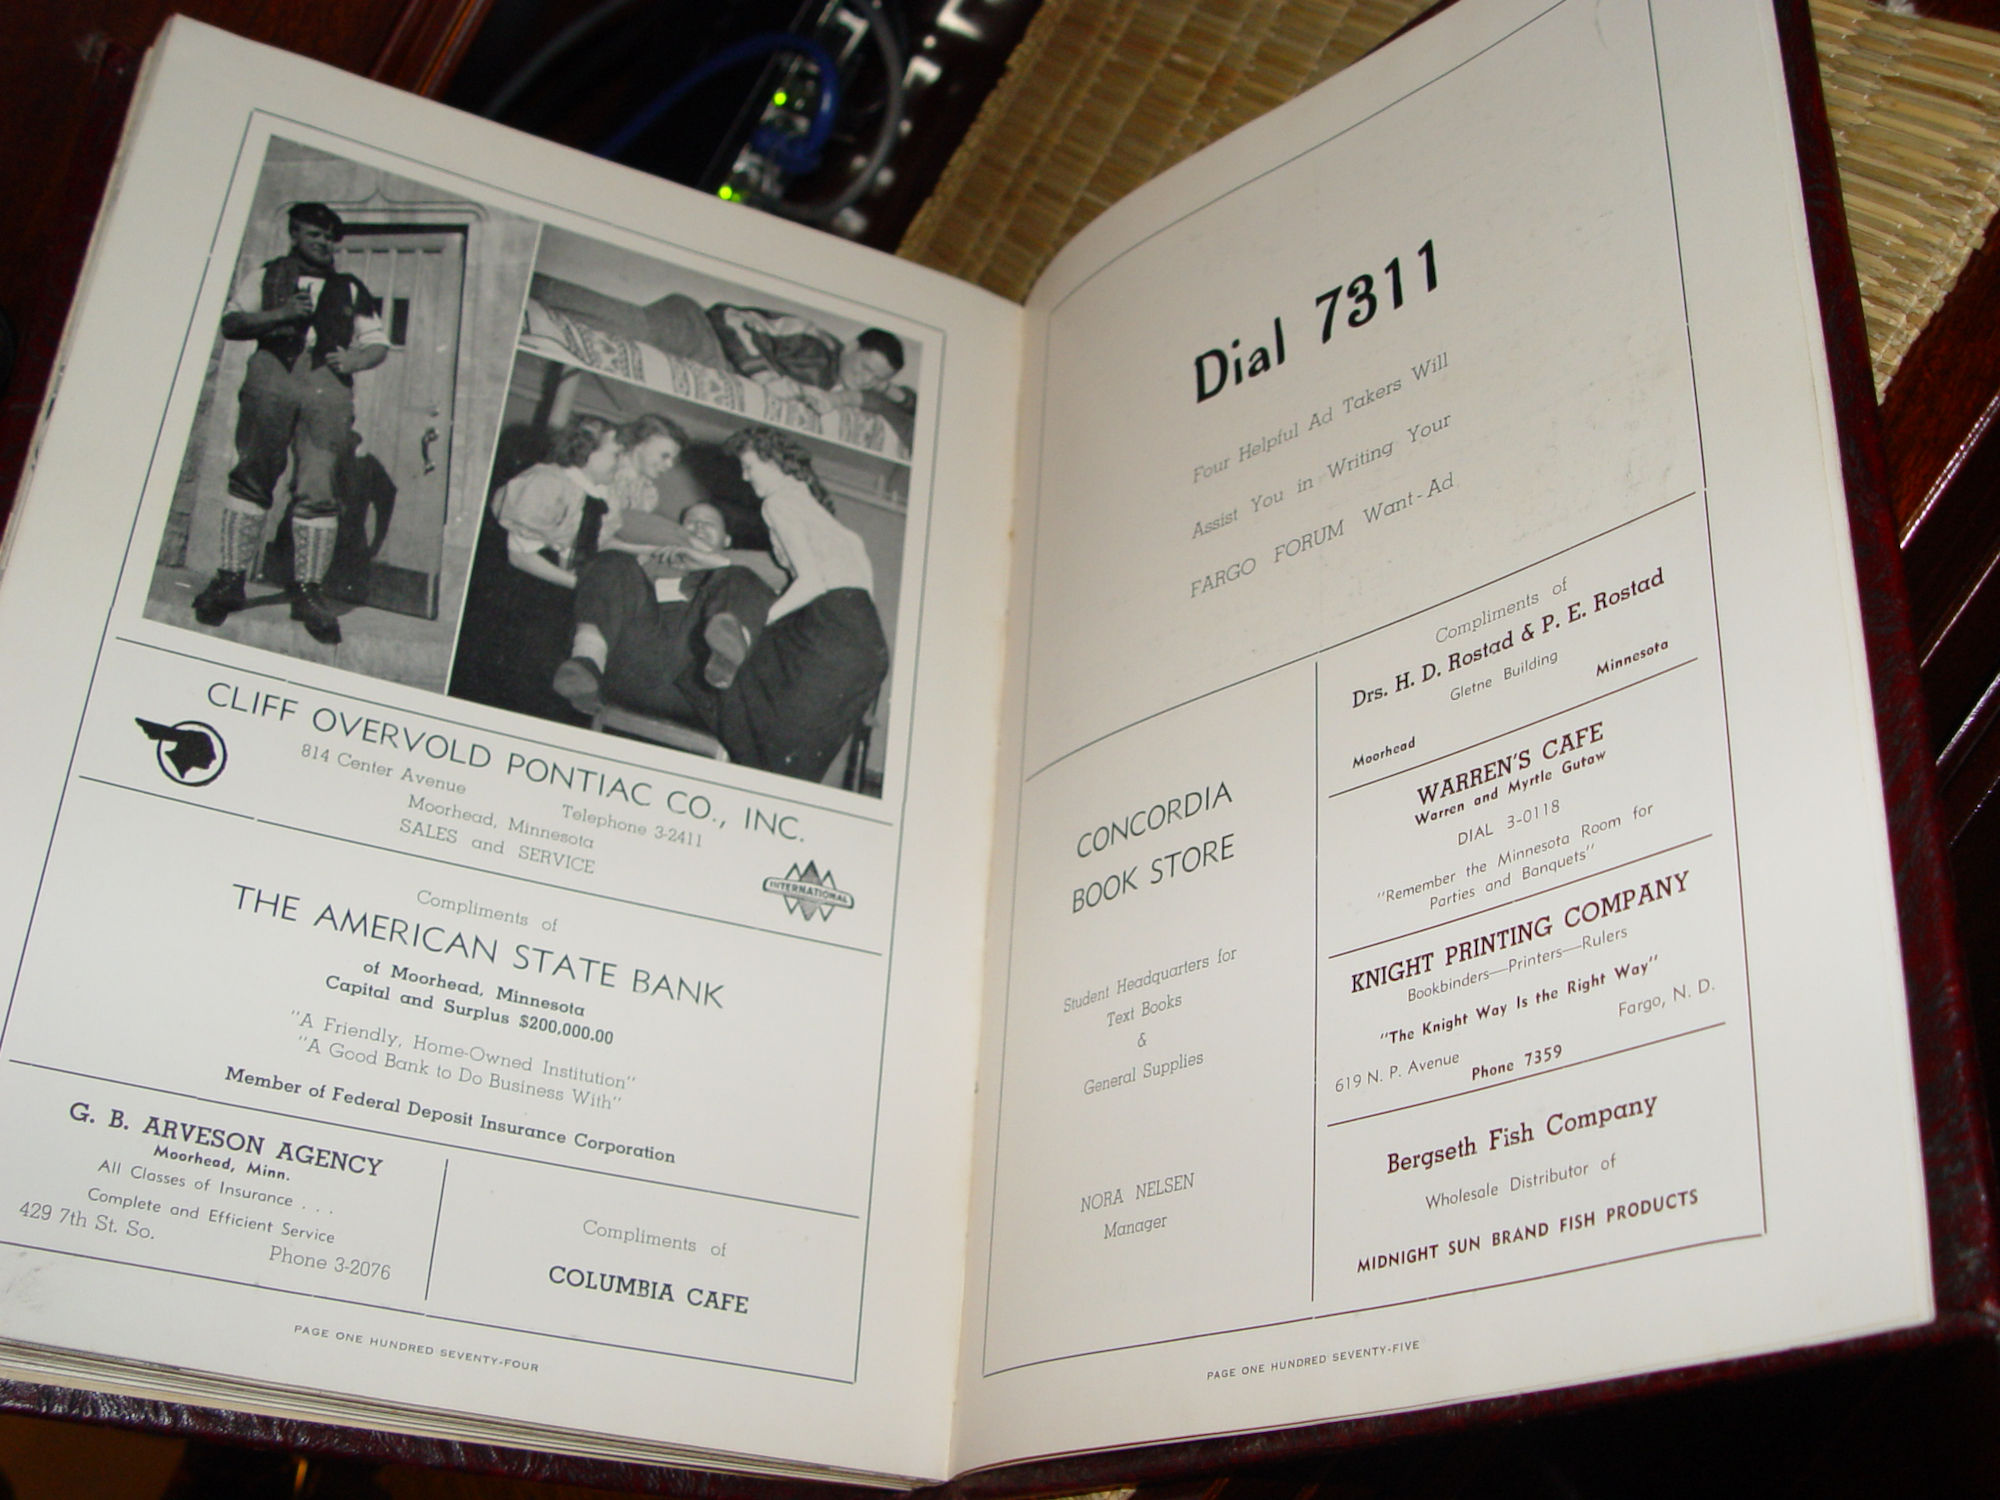 CLIFF OVERVOLD PONTIAC CO., INC.
814 Center Avenue Telephone 3-2411
Moorhead, Minnesota
SALES and SERVICE
INTERNATIONAL
Compliments of
THE AMERICAN STATE BANK
of Moorhead, Minnesota
Capital and Surplus $200,000.00
"A Friendly, Home-Owned Institution"
"A Good Bank to Do Business With"
Member of Federal Deposit Insurance Corporation
G. B. ARVESON AGENCY
Moorhead, Minn.
All Classes of Insurance . . .
Complete and Efficient Service
429 7th St. So.
Phone 3-2076
Compliments of
COLUMBIA CAFE
PAGE ONE HUNDRED SEVENTY-FOUR
Dial 7311
Four Helpful Ad Takers Will
Assist You in Writing Your
FARGO FORUM Want-Ad
CONCORDIA
BOOK STORE
Student Headquarters for
Text Books
&
General Supplies
NORA NELSEN
Manager
Compliments of
Drs. H. D. Rostad & P. E. Rostad
Gletne Building
Moorhead Minnesota
WARREN'S CAFE
Warren and Myrtle Gutaw
DIAL 3-0118
"Remember the Minnesota Room for
Parties and Banquets"
KNIGHT PRINTING COMPANY
Bookbinders—Printers—Rulers
"The Knight Way Is the Right Way"
619 N. P. Avenue Fargo, N. D.
Phone 7359
Bergseth Fish Company
Wholesale Distributor of
MIDNIGHT SUN BRAND FISH PRODUCTS
PAGE ONE HUNDRED SEVENTY-FIVE